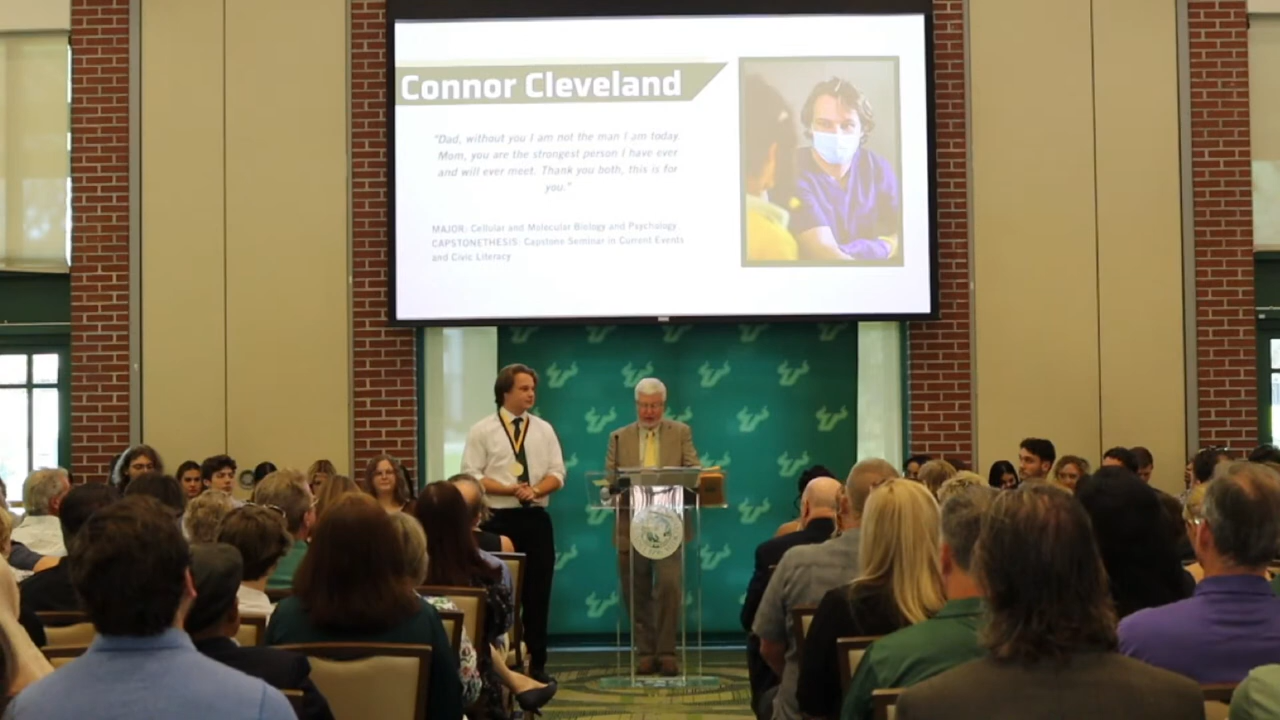 Connor Cleveland
"Dad, without you I am not the man I am today.
Mom, you are the strongest person I have ever
and will ever meet. Thank you both, this is for
you."
MAJOR: Cellular and Molecular Biology and Psychology
CAPSTONETHESIS: Capstone Seminar in Current Events
and Civic Literacy